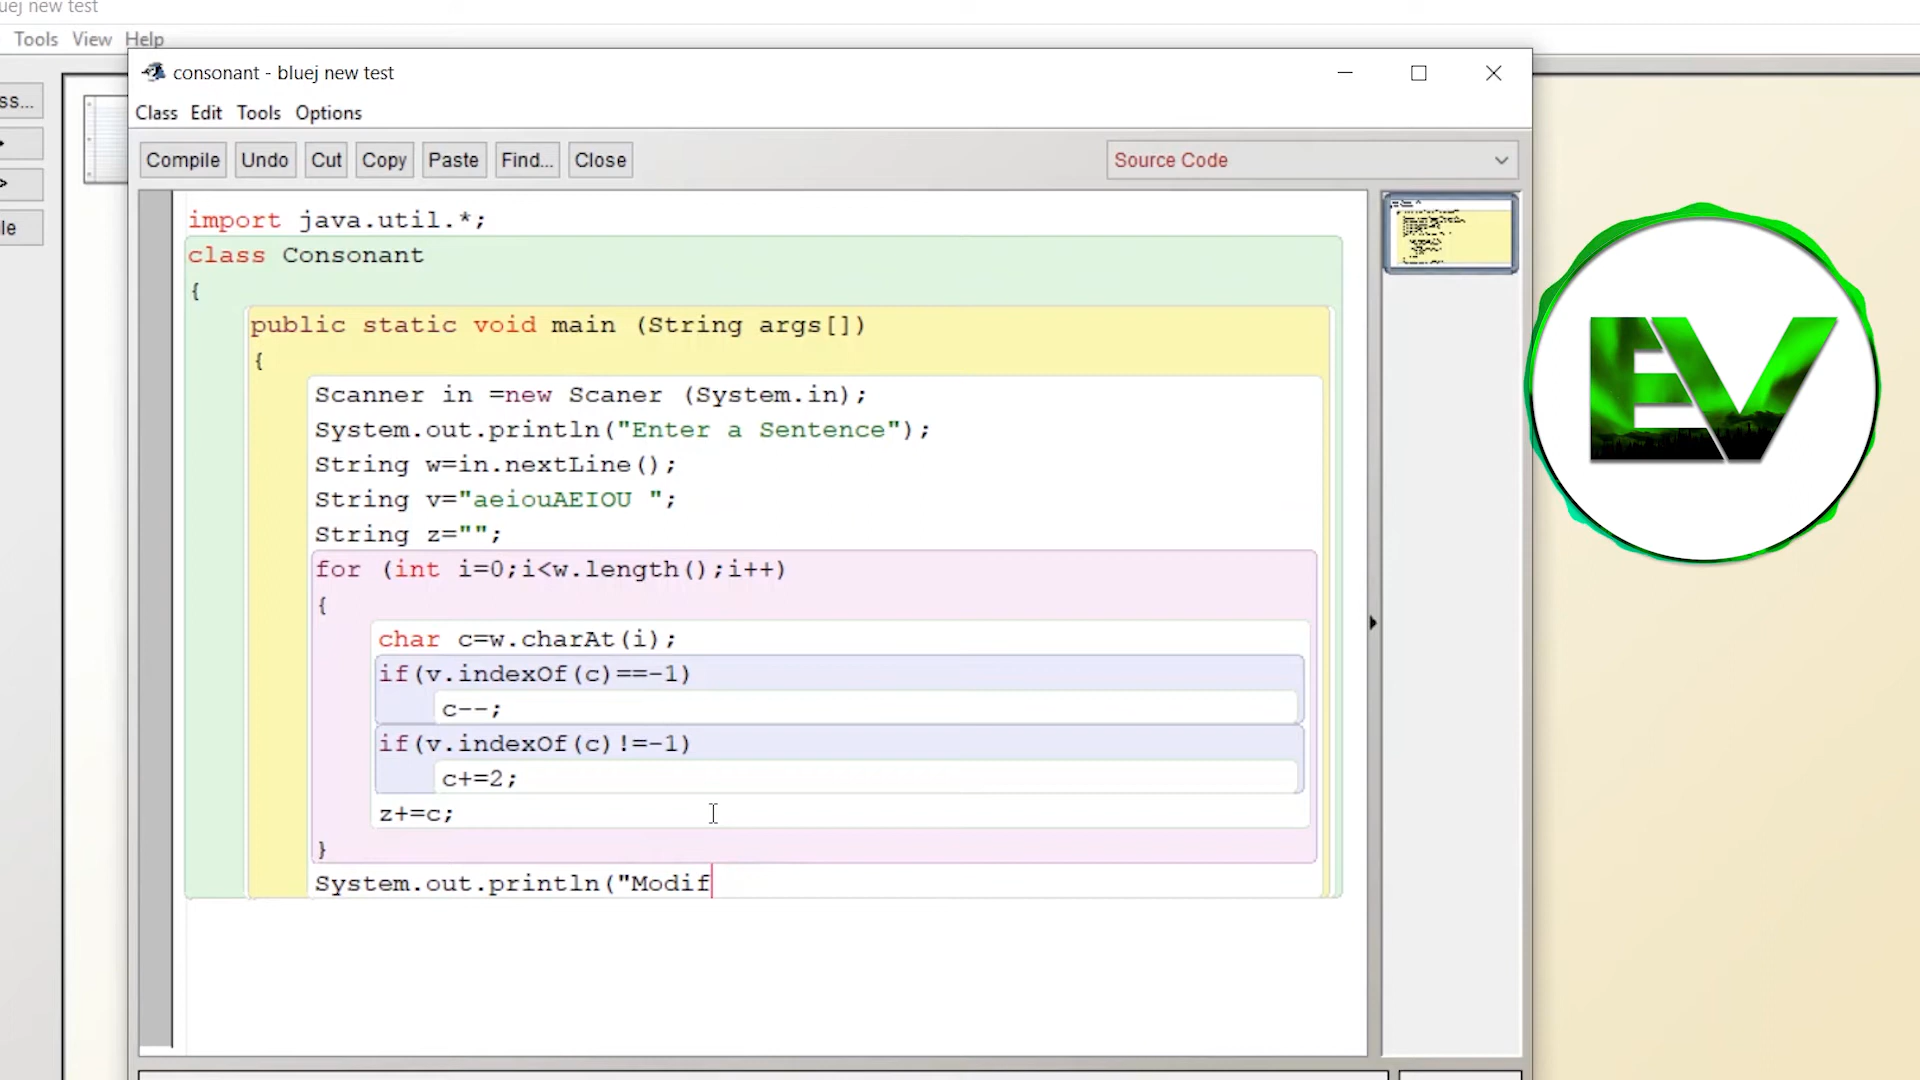 uej new test
Tools View Help
consonant - bluej new test
Class Edit Tools Options
ss...
Compile Undo Cut Copy Paste Find... Close
Source Code
le
import java.util.*;
class Consonant
{
public static void main (String args[])
{
Scanner in =new Scaner (System.in);
System.out.println("Enter a Sentence");
String w=in.nextLine();
String v="aeiouAEIOU ";
String z="";
for (int i=0;i<w.length();i++)
{
char c=w.charAt(i);
if(v.indexOf(c)==-1)
c--;
if(v.indexOf(c)!=-1)
c+=2;
z+=c;
}
System.out.println("Modif
EV